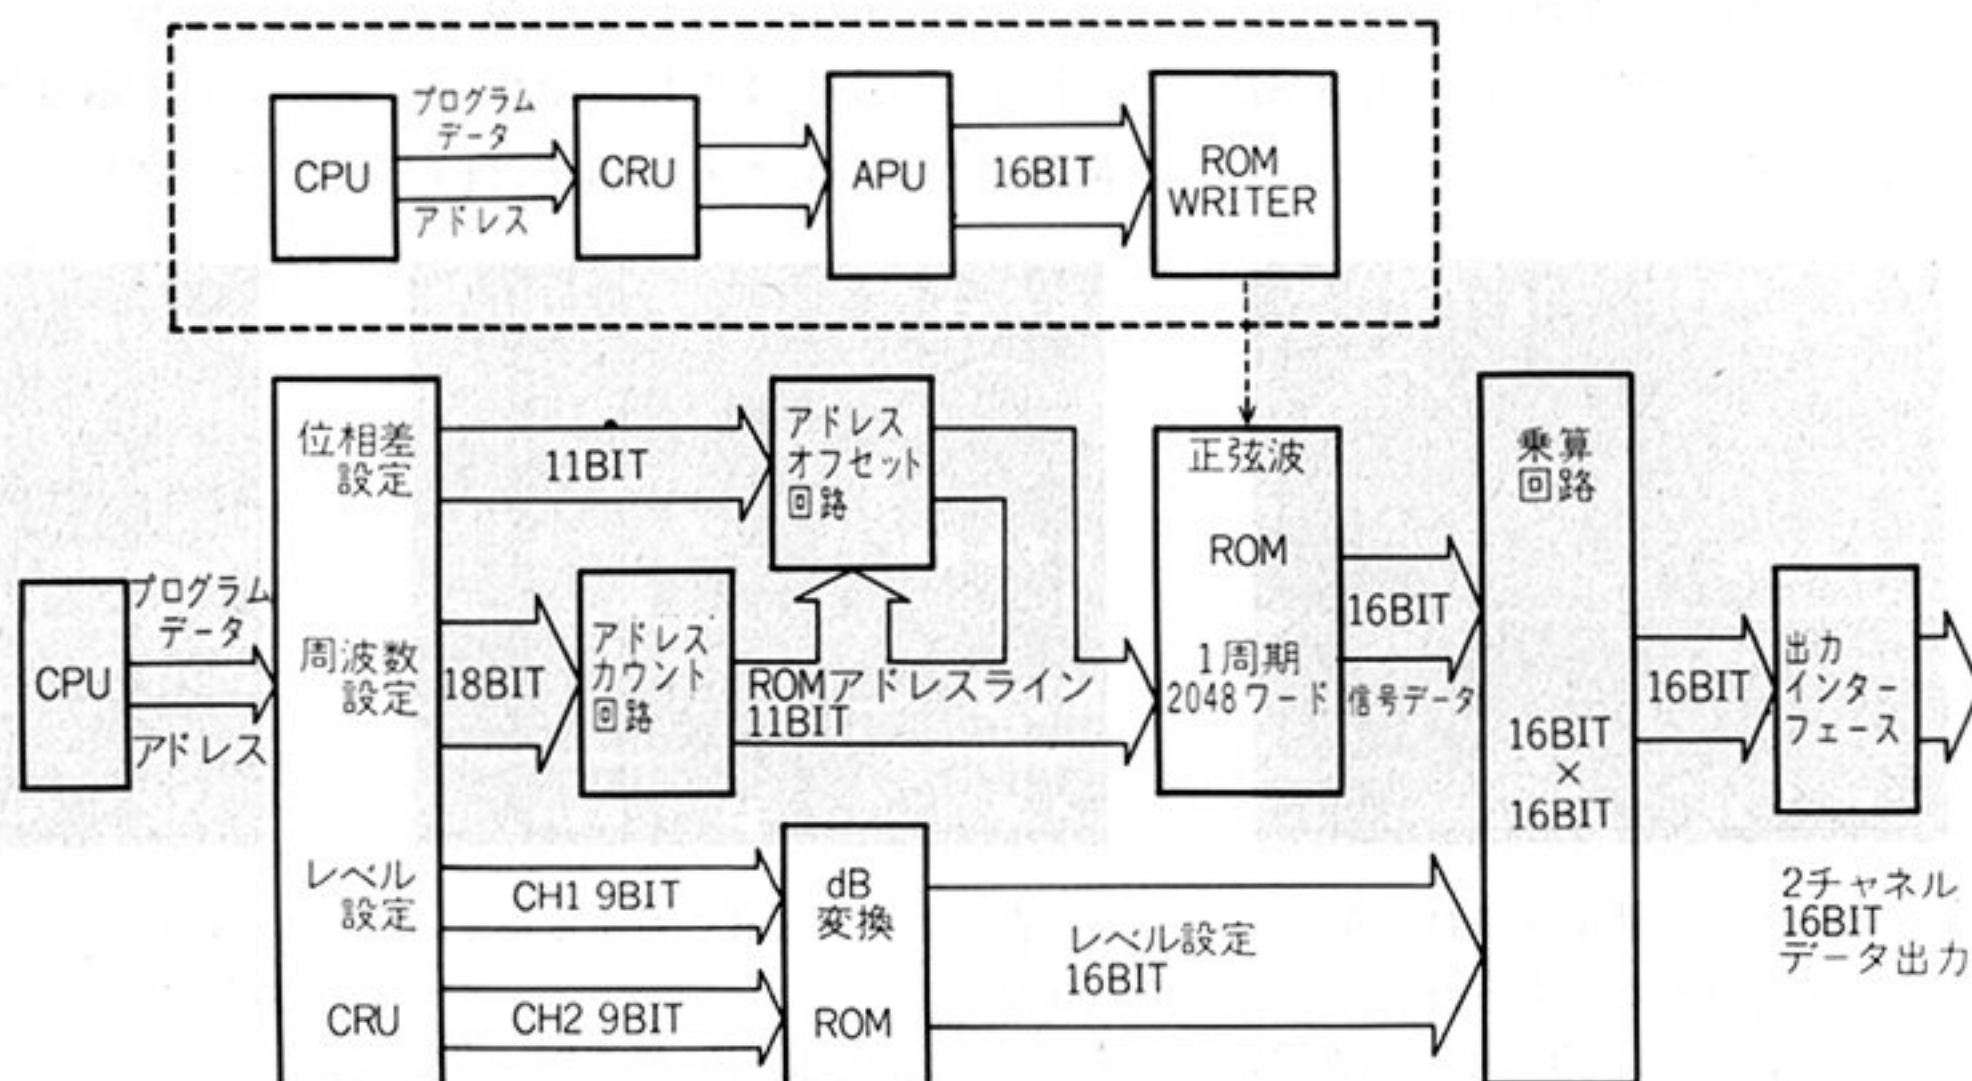 CPU
プログラム
データ
アドレス
CRU
APU
16BIT
ROM
WRITER
CPU
プログラム
データ
アドレス
位相差
設定
周波数
設定
レベル
設定
CRU
11BIT
18BIT
CH1 9BIT
CH2 9BIT
アドレス
オフセット
回路
アドレス
カウント
回路
ROMアドレスライン
11BIT
dB
変換
ROM
レベル設定
16BIT
正弦波
ROM
1周期
2048ワード
16BIT
信号データ
乗算
回路
16BIT
×
16BIT
16BIT
出力
インター
フェース
2チャネル
16BIT
データ出力